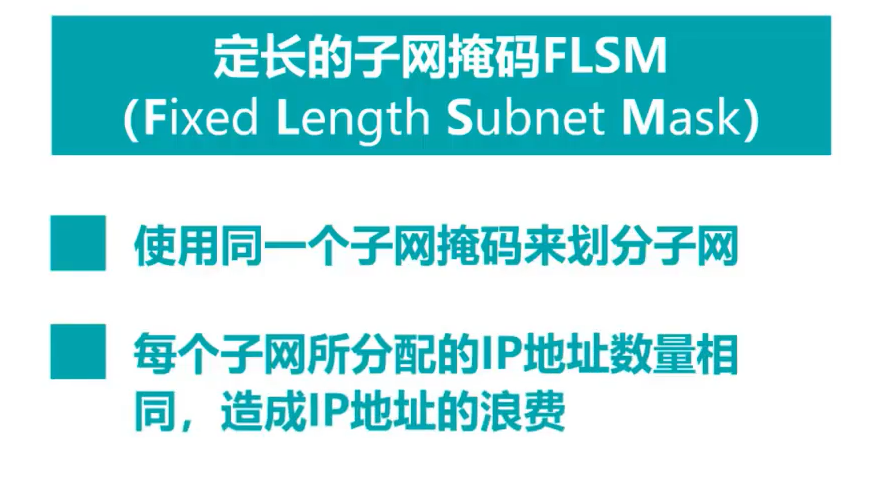 定长的子网掩码FLSM
（Fixed Length Subnet Mask）
使用同一个子网掩码来划分子网
每个子网所分配的IP地址数量相
同，造成IP地址的浪费